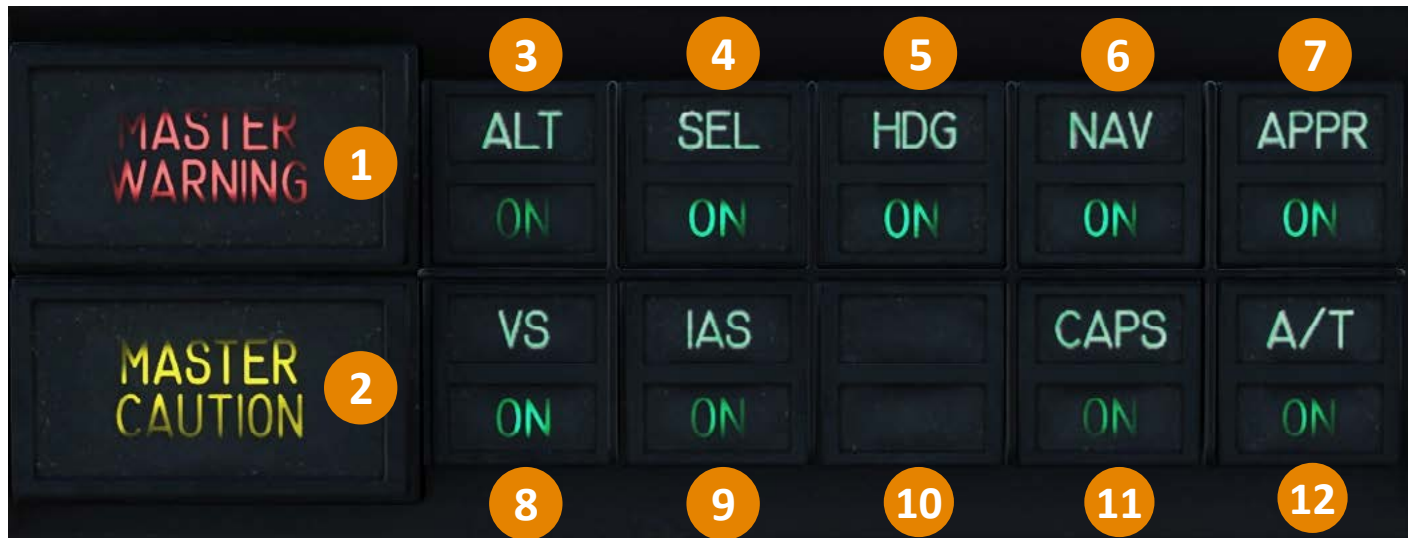 3 4 5 6 7
MASTER
WARNING
1
ALT SEL HDG NAV APPR
ON ON ON ON ON
MASTER
CAUTION
2
VS IAS CAPS A/T
ON ON ON ON
8 9 10 11 12